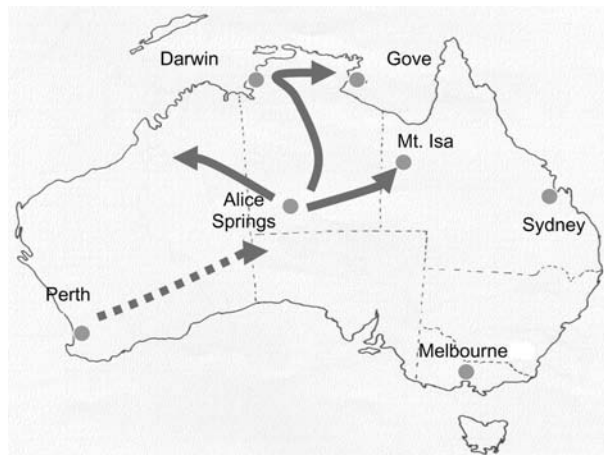 Darwin
Gove
Mt. Isa
Alice
Springs
Sydney
Perth
Melbourne